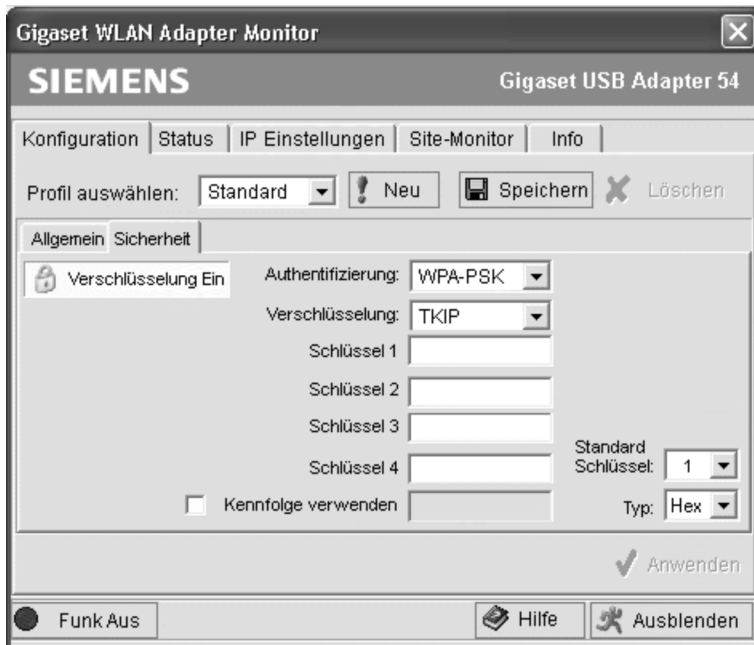 Gigaset WLAN Adapter Monitor
SIEMENS Gigaset USB Adapter 54
Konfiguration Status IP Einstellungen Site-Monitor Info
Profil auswählen: Standard Neu Speichern Löschen
Allgemein Sicherheit
Verschlüsselung Ein Authentifizierung: WPA-PSK
Verschlüsselung: TKIP
Schlüssel 1
Schlüssel 2
Schlüssel 3
Schlüssel 4 Standard Schlüssel: 1
Kennfolge verwenden Typ: Hex
Anwenden
Funk Aus Hilfe Ausblenden